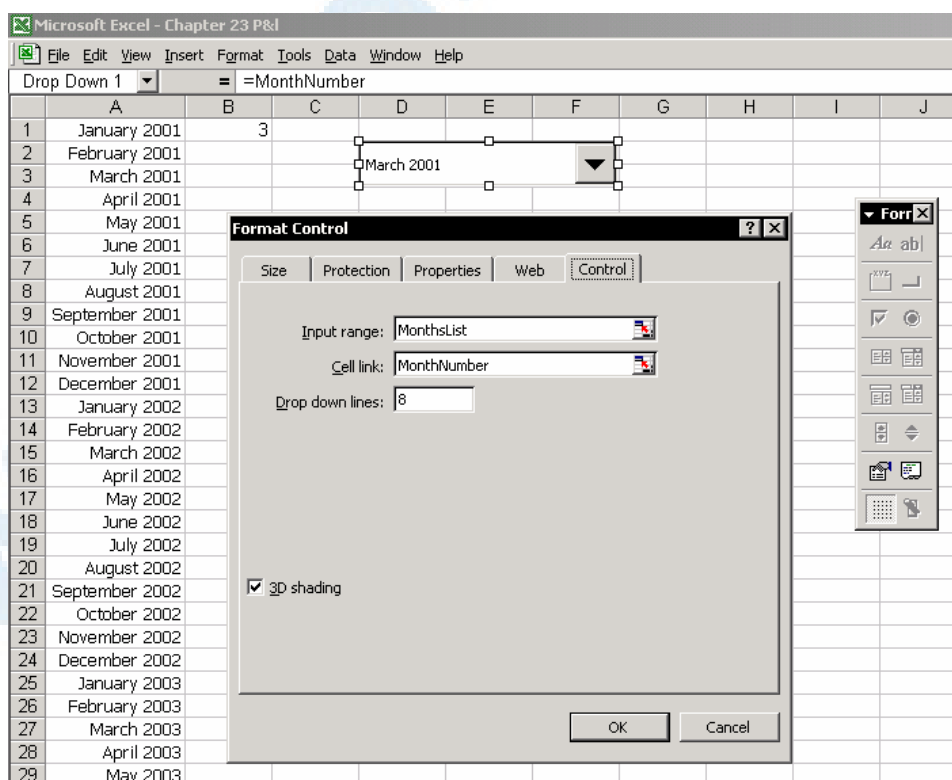 Microsoft Excel - Chapter 23 P&l
File Edit View Insert Format Tools Data Window Help
Drop Down 1 = =MonthNumber
A B C D E F G H I J
1 January 2001 3
2 February 2001
March 2001
3 March 2001
4 April 2001
5 May 2001
6 June 2001
7 July 2001
8 August 2001
9 September 2001
10 October 2001
11 November 2001
12 December 2001
13 January 2002
14 February 2002
15 March 2002
16 April 2002
17 May 2002
18 June 2002
19 July 2002
20 August 2002
21 September 2002
22 October 2002
23 November 2002
24 December 2002
25 January 2003
26 February 2003
27 March 2003
28 April 2003
29 May 2003
Format Control
Size Protection Properties Web Control
Input range: MonthsList
Cell link: MonthNumber
Drop down lines: 8
3D shading
OK Cancel
Forr
Aa ab|
xyz